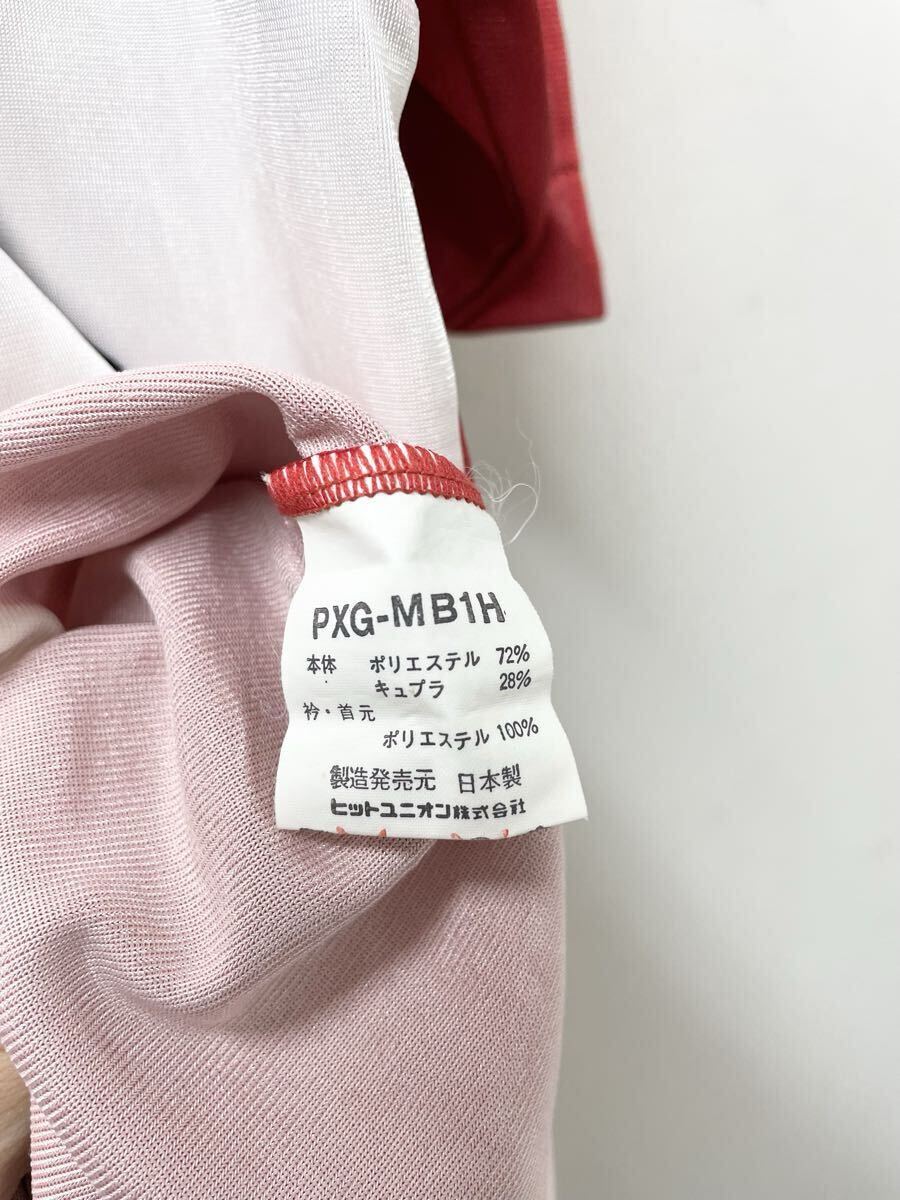 PXG-MB1H
本体 ポリエステル 72%
キュプラ 28%
衿・首元
ポリエステル 100%
製造発売元 日本製
ヒットユニオン株式会社